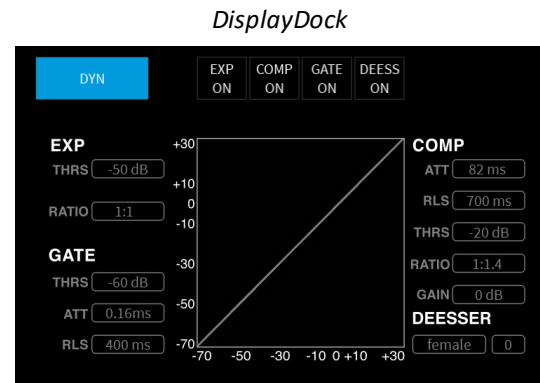 DisplayDock
DYN
EXP ON
COMP ON
GATE ON
DEESS ON
EXP
THRS -50 dB
RATIO 1:1
GATE
THRS -60 dB
ATT 0.16ms
RLS 400 ms
+30
+10
0
-10
-30
-50
-70
-70 -50 -30 -10 0 +10 +30
COMP
ATT 82 ms
RLS 700 ms
THRS -20 dB
RATIO 1:1.4
GAIN 0 dB
DEESSER
female 0